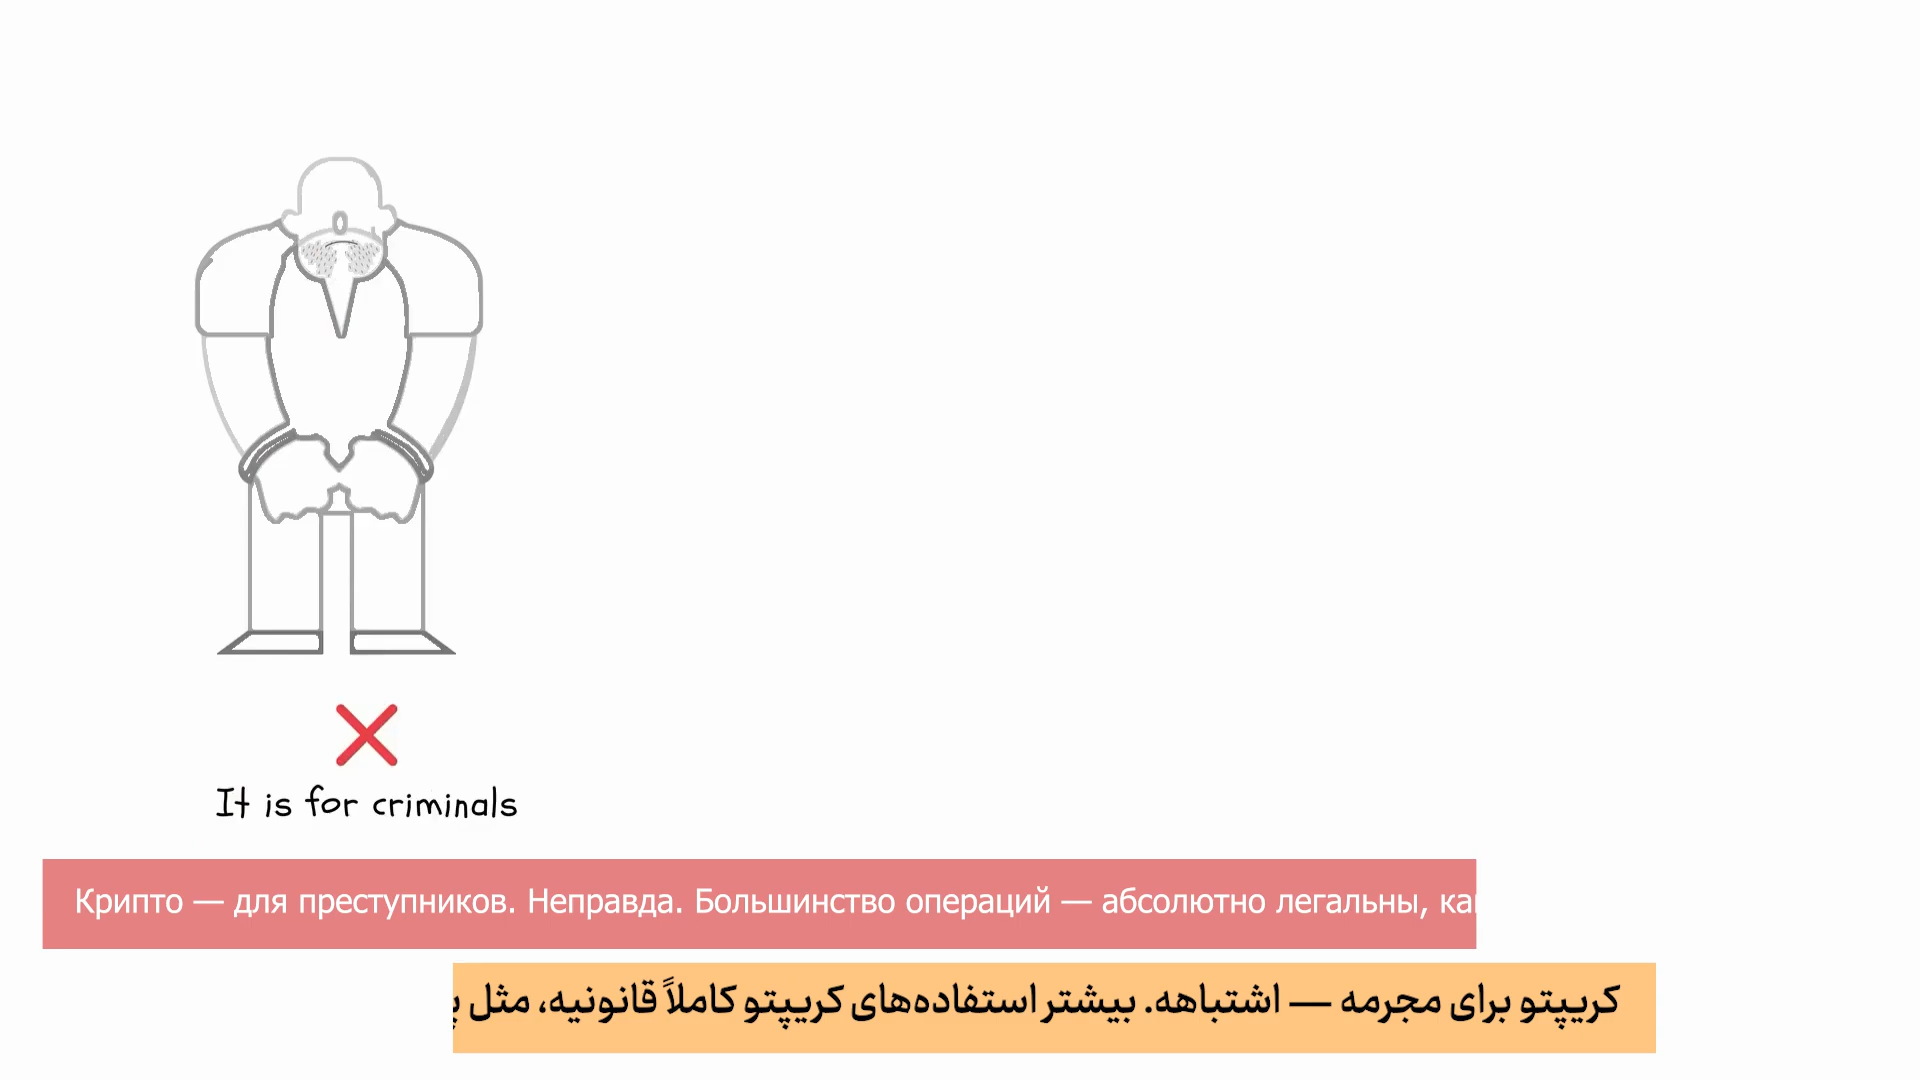 It is for criminals
Крипто — для преступников. Неправда. Большинство операций — абсолютно легальны,
کریپتو برای مجرمه — اشتباهه. بیشتر استفاده‌های کریپتو کاملاً قانونیه، مثل